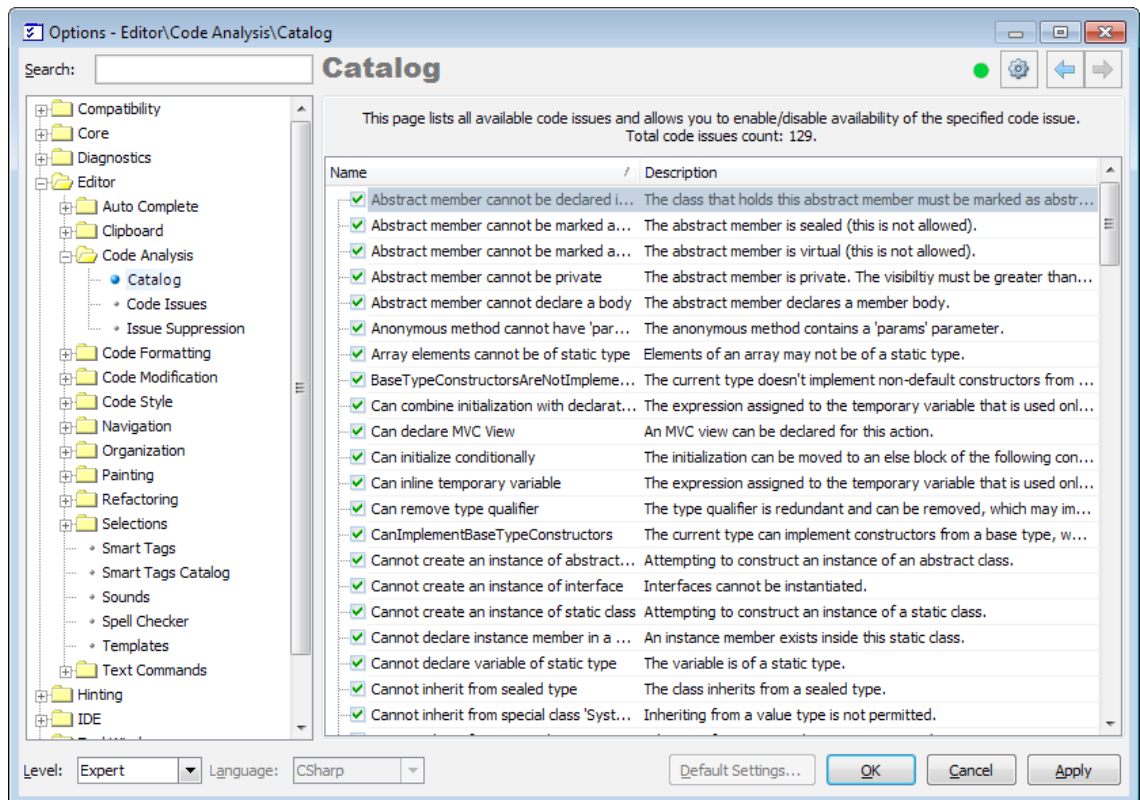 Options - Editor\Code Analysis\Catalog
Search:
Catalog
Compatibility
Core
Diagnostics
Editor
Auto Complete
Clipboard
Code Analysis
Catalog
Code Issues
Issue Suppression
Code Formatting
Code Modification
Code Style
Navigation
Organization
Painting
Refactoring
Selections
Smart Tags
Smart Tags Catalog
Sounds
Spell Checker
Templates
Text Commands
Hinting
IDE
This page lists all available code issues and allows you to enable/disable availability of the specified code issue.
Total code issues count: 129.
Name / Description
Abstract member cannot be declared i... The class that holds this abstract member must be marked as abstr...
Abstract member cannot be marked a... The abstract member is sealed (this is not allowed).
Abstract member cannot be marked a... The abstract member is virtual (this is not allowed).
Abstract member cannot be private The abstract member is private. The visibiltiy must be greater than...
Abstract member cannot declare a body The abstract member declares a member body.
Anonymous method cannot have 'par... The anonymous method contains a 'params' parameter.
Array elements cannot be of static type Elements of an array may not be of a static type.
BaseTypeConstructorsAreNotImpleme... The current type doesn't implement non-default constructors from ...
Can combine initialization with declarat... The expression assigned to the temporary variable that is used onl...
Can declare MVC View An MVC view can be declared for this action.
Can initialize conditionally The initialization can be moved to an else block of the following con...
Can inline temporary variable The expression assigned to the temporary variable that is used onl...
Can remove type qualifier The type qualifier is redundant and can be removed, which may im...
CanImplementBaseTypeConstructors The current type can implement constructors from a base type, w...
Cannot create an instance of abstract... Attempting to construct an instance of an abstract class.
Cannot create an instance of interface Interfaces cannot be instantiated.
Cannot create an instance of static class Attempting to construct an instance of a static class.
Cannot declare instance member in a ... An instance member exists inside this static class.
Cannot declare variable of static type The variable is of a static type.
Cannot inherit from sealed type The class inherits from a sealed type.
Cannot inherit from special class 'Syst... Inheriting from a value type is not permitted.
Level: Expert Language: CSharp Default Settings... OK Cancel Apply